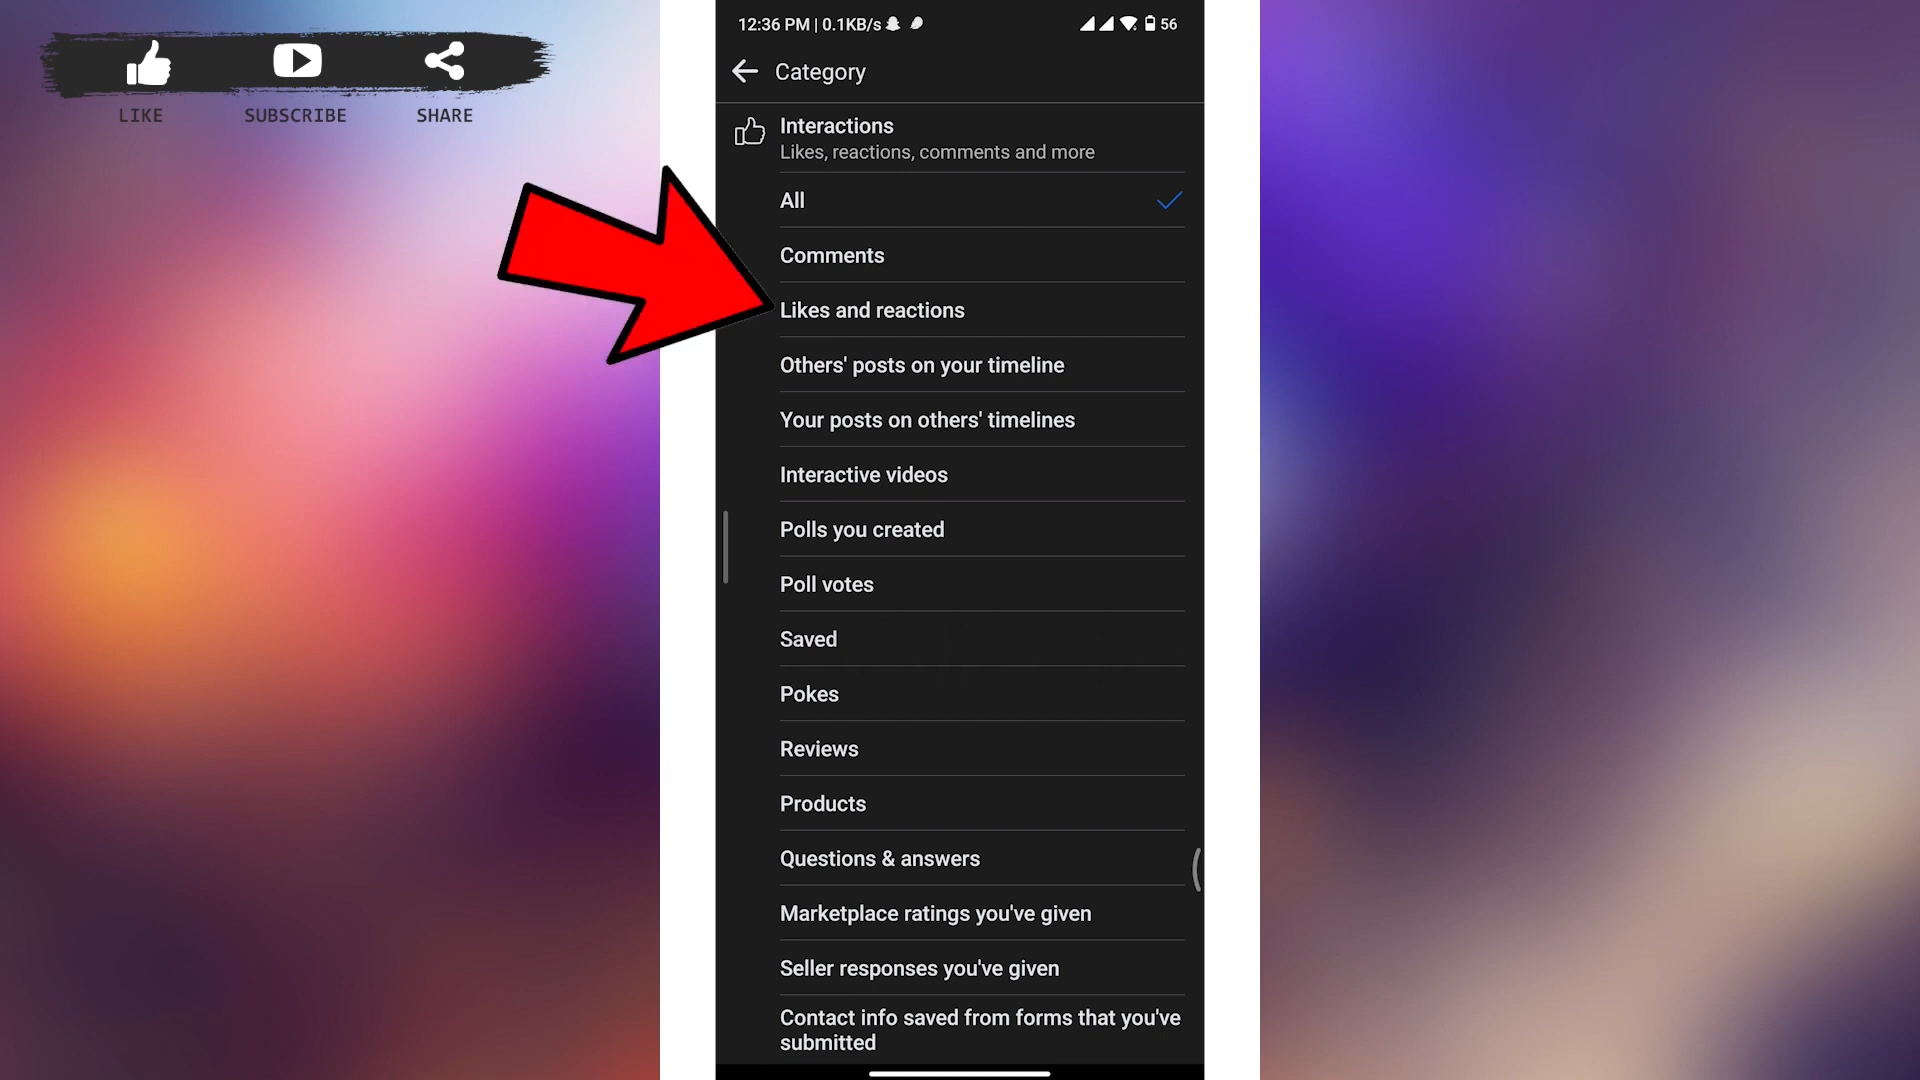 LIKE
SUBSCRIBE
SHARE
12:36 PM | 0.1KB/s
56
Category
Interactions
Likes, reactions, comments and more
All
Comments
Likes and reactions
Others' posts on your timeline
Your posts on others' timelines
Interactive videos
Polls you created
Poll votes
Saved
LOGIN AID
Pokes
Reviews
Products
Questions & answers
Marketplace ratings you've given
Seller responses you've given
Contact info saved from forms that you've
submitted